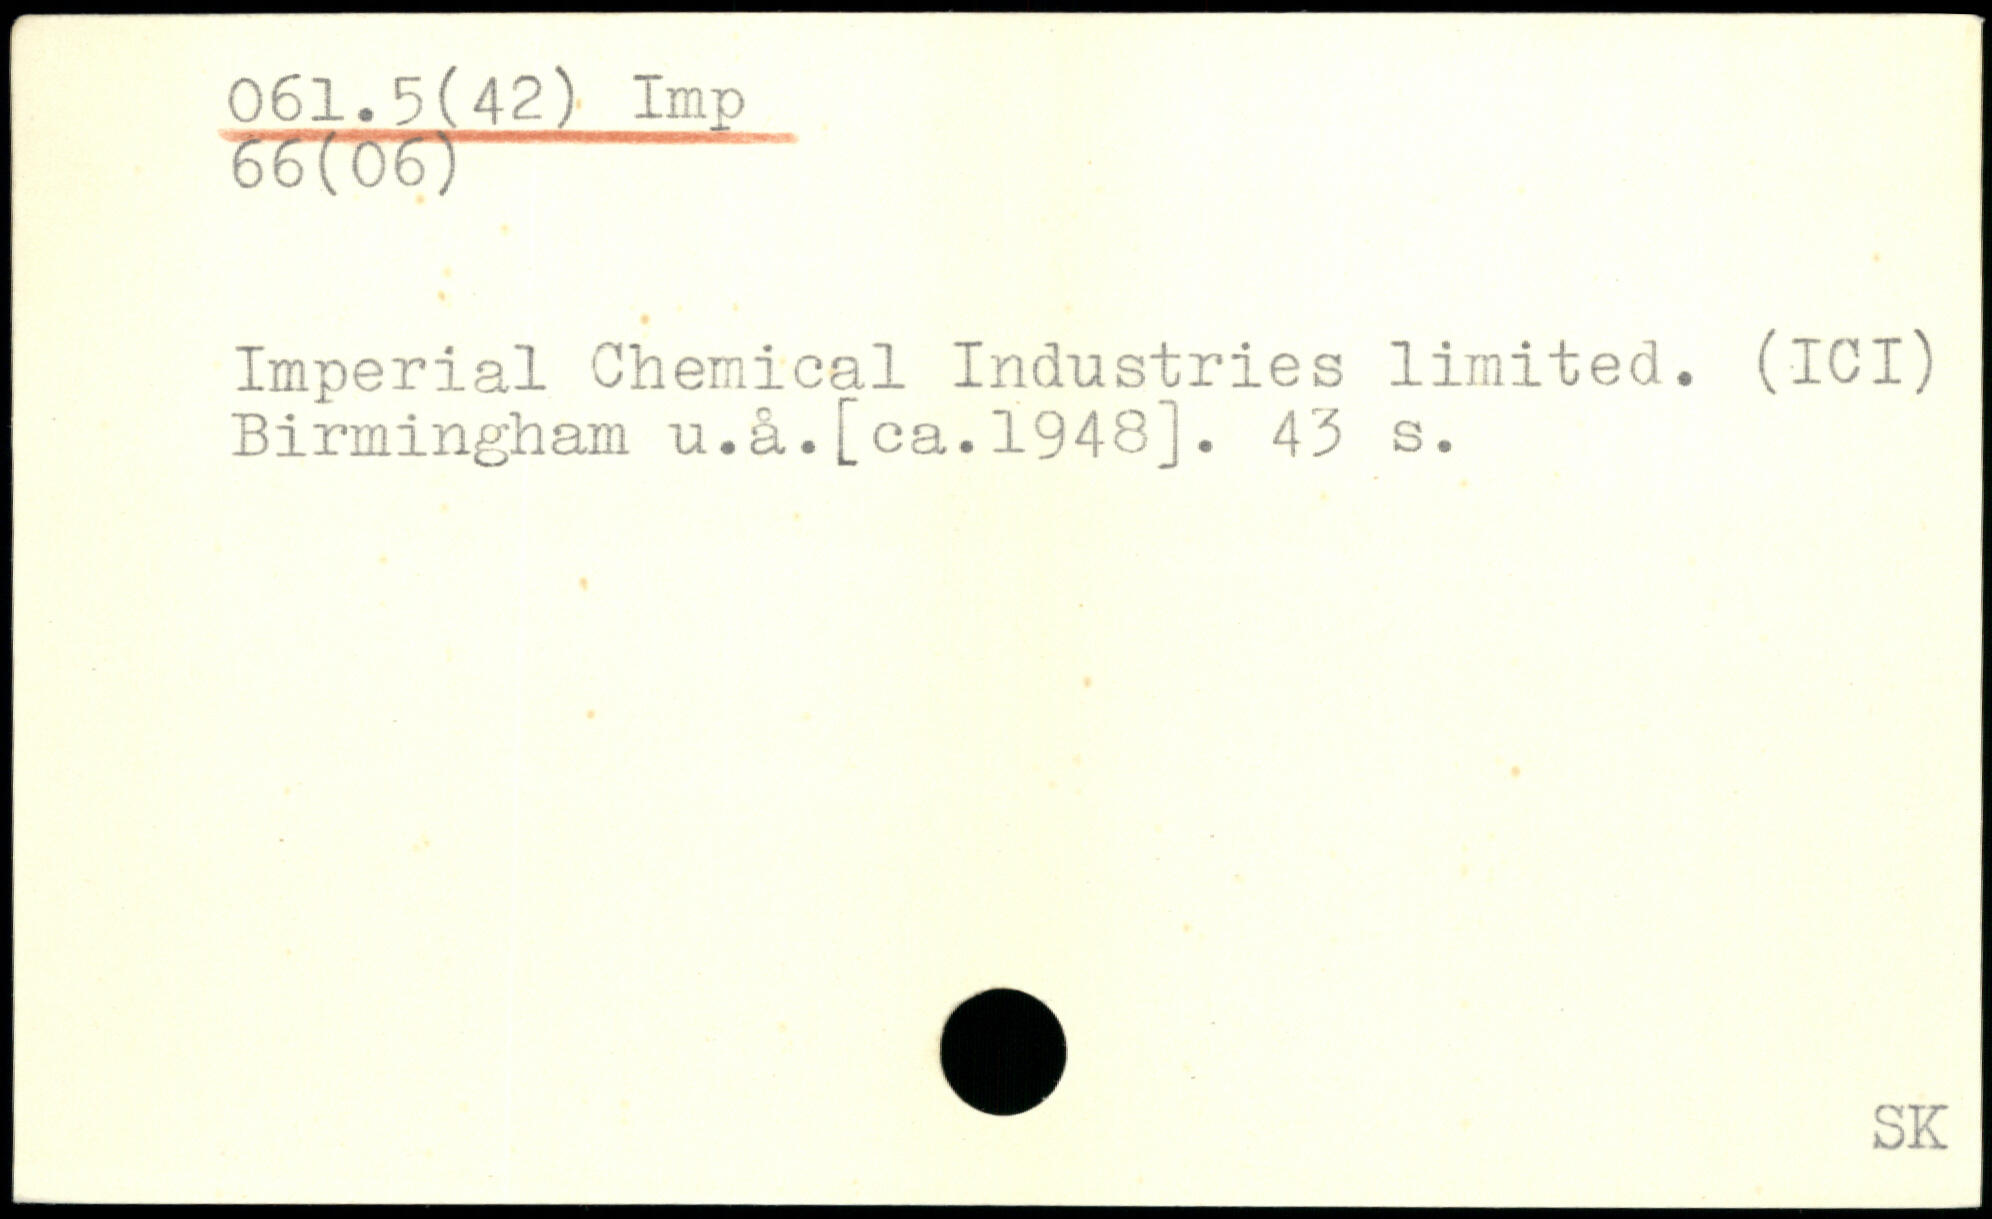 061.5(42) Imp
66(06)
Imperial Chemical Industries limited. (ICI)
Birmingham u.å.[ca.1948]. 43 s.
SK